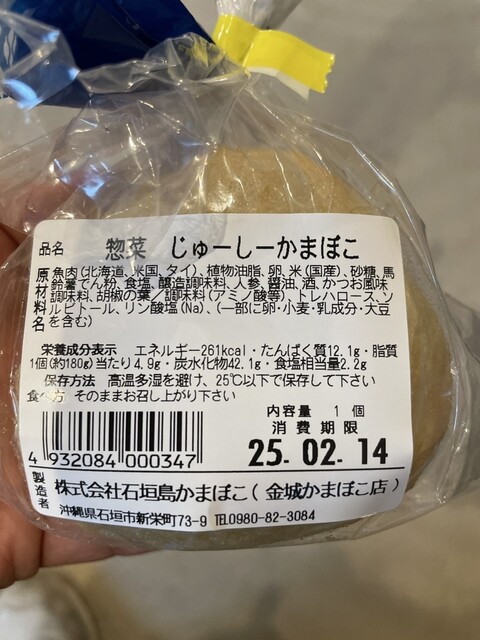 品名 惣菜 じゅーしーかまぼこ
原材料名 魚肉(北海道、米国、タイ)、植物油脂、卵、米(国産)、砂糖、馬
鈴薯でん粉、食塩、醸造調味料、人参、醤油、酒、かつお風味
調味料、胡椒の葉/調味料(アミノ酸等)、トレハロース、ソ
ルビトール、リン酸塩(Na)、(一部に卵・小麦・乳成分・大豆
を含む)
栄養成分表示 エネルギー261kcal・たんぱく質12.1g・脂質
1個(約180g)当たり 4.9g・炭水化物42.1g・食塩相当量2.2g
保存方法 高温多湿を避け、25℃以下で保存して下さい
食べ方 そのままお召し上がり下さい
内容量 1 個
消費期限
25.02.14
4 932084 000347
製造者 株式会社石垣島かまぼこ(金城かまぼこ店)
沖縄県石垣市新栄町73-9 TEL0980-82-3084